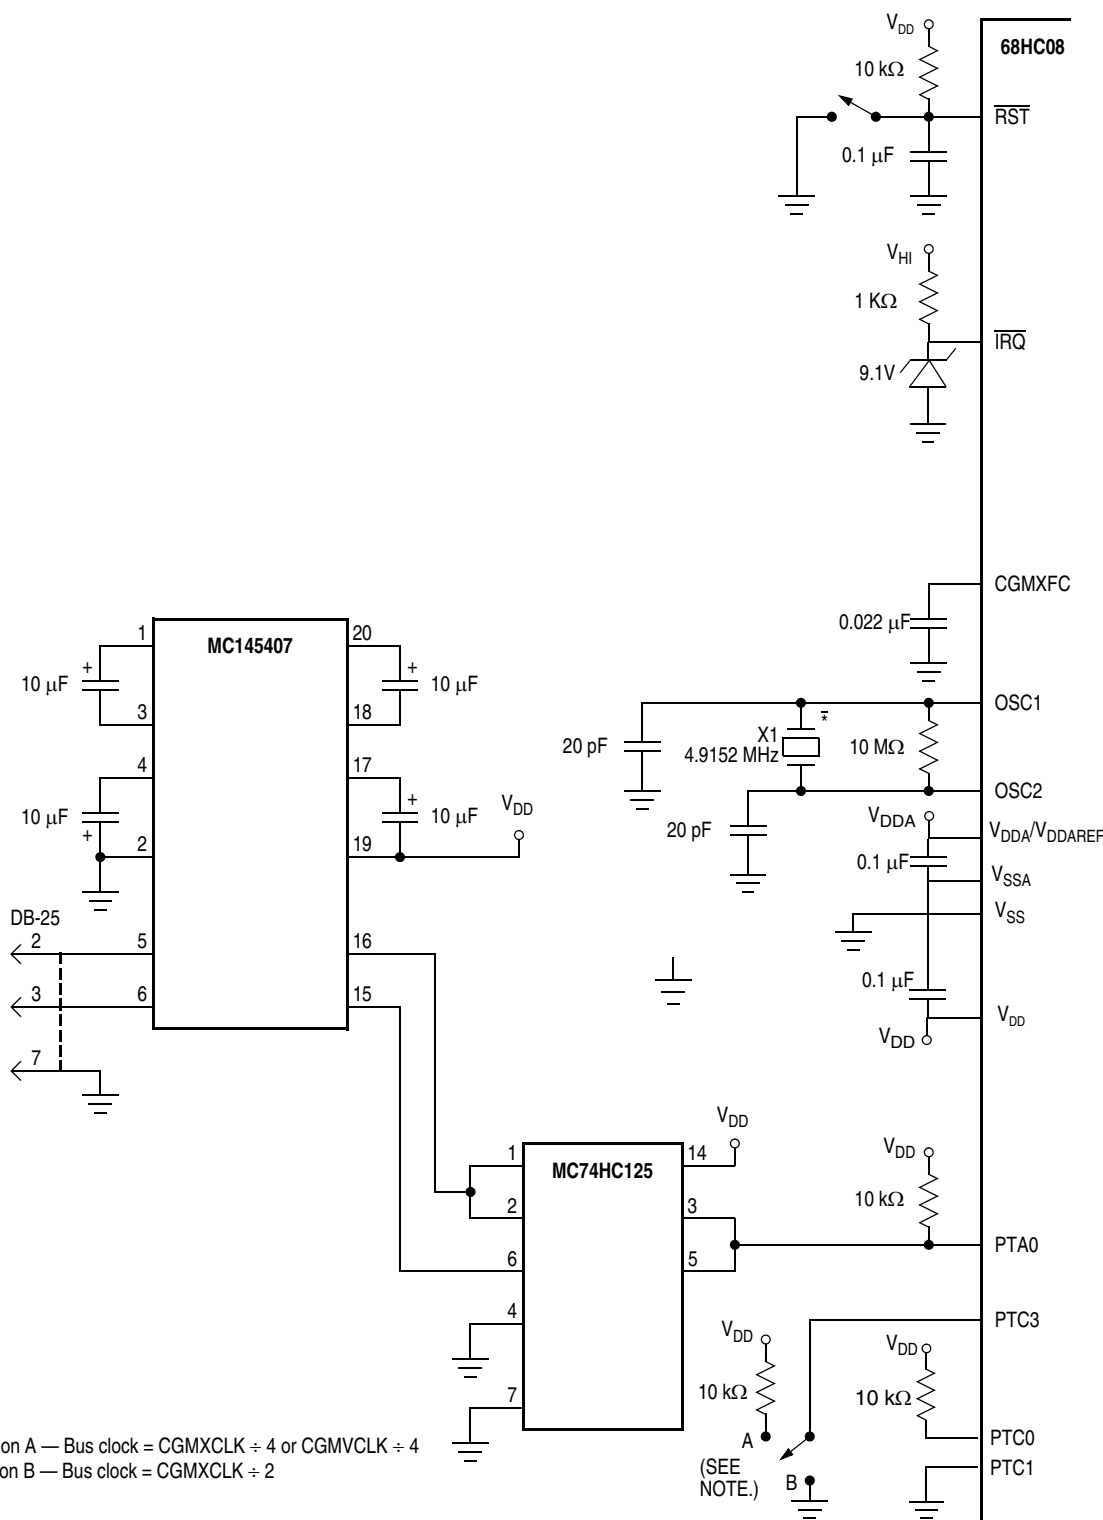 V_DD
68HC08
10 kΩ
RST
0.1 µF
V_HI
1 KΩ
IRQ
9.1V
CGMXFC
0.022 µF
1
MC145407
20
+
+
10 µF
10 µF
3
18
OSC1
X1
*
20 pF
4.9152 MHz
10 MΩ
4
17
OSC2
10 µF
+
+
10 µF
V_DD
20 pF
V_DDA
V_DDA/V_DDAREF
2
19
0.1 µF
V_SSA
V_SS
DB-25
2
5
16
3
6
15
0.1 µF
V_DD
V_DD
7
V_DD
1
MC74HC125
14
V_DD
2
3
10 kΩ
6
5
PTA0
4
PTC3
V_DD
V_DD
7
10 kΩ
10 kΩ
on A — Bus clock = CGMXCLK ÷ 4 or CGMVCLK ÷ 4
A
PTC0
on B — Bus clock = CGMXCLK ÷ 2
(SEE
NOTE.)
B
PTC1